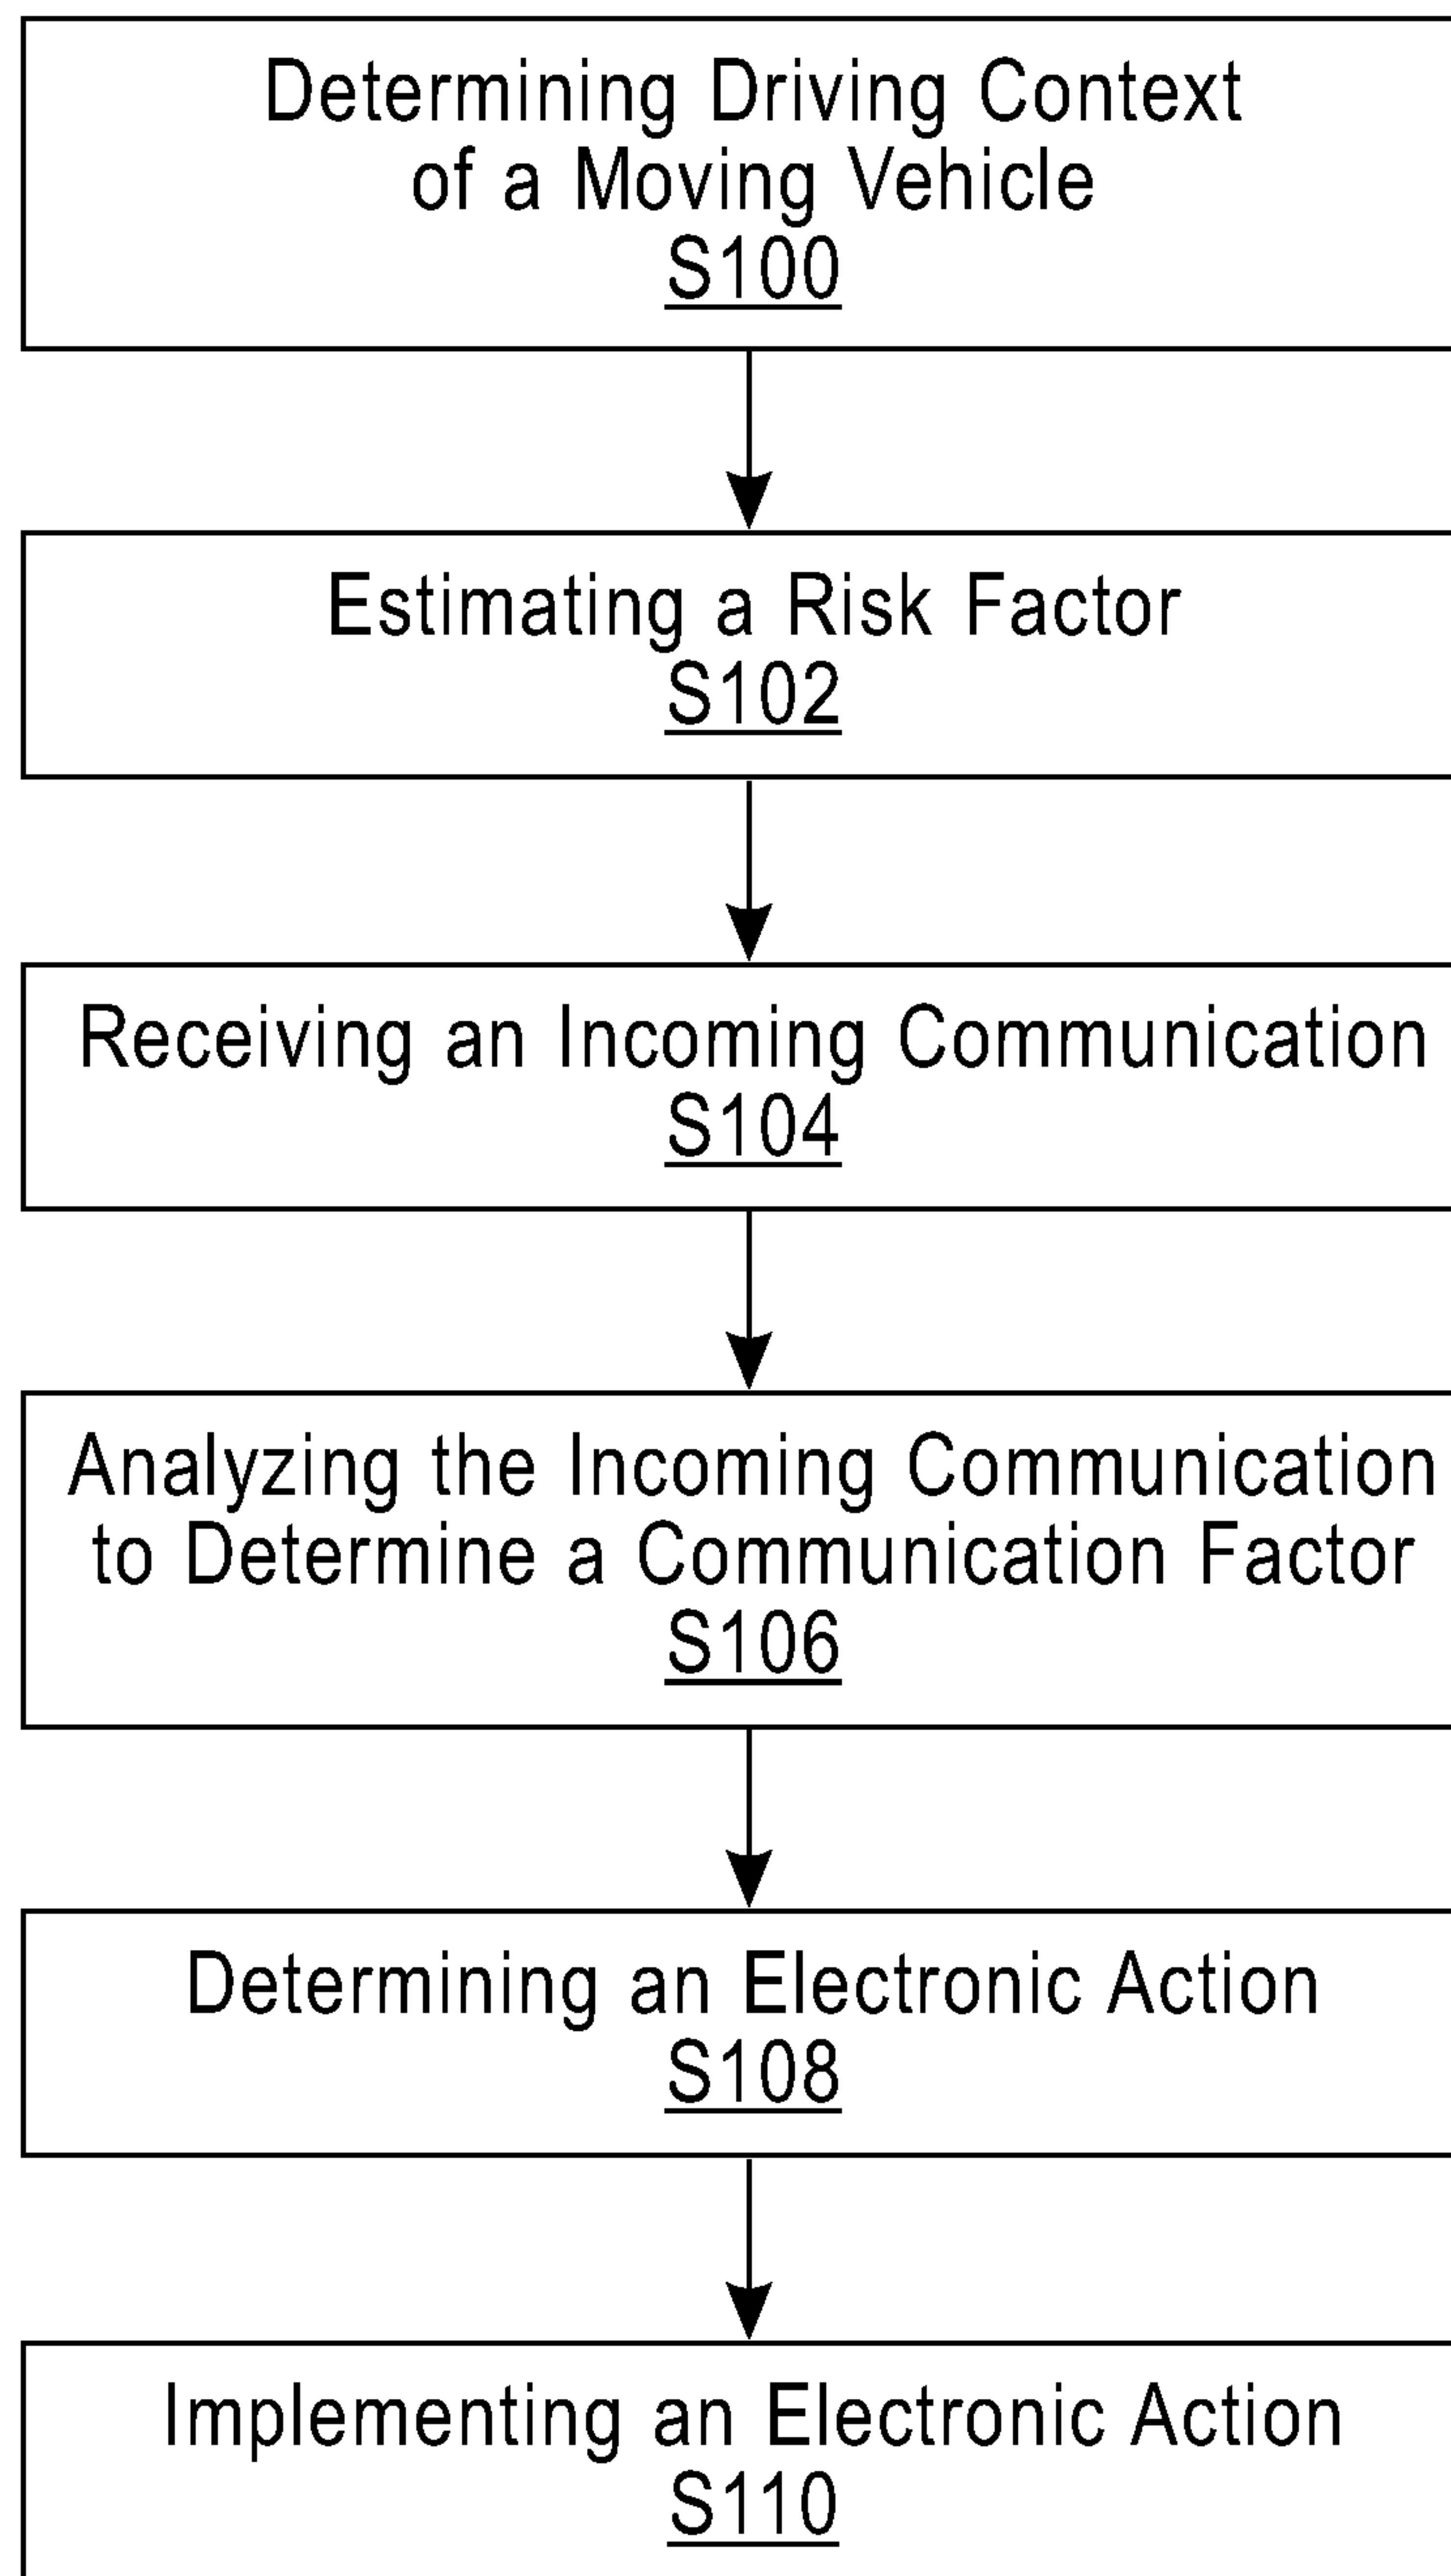 Determining Driving Context
of a Moving Vehicle
S100
Estimating a Risk Factor
S102
Receiving an Incoming Communication
S104
Analyzing the Incoming Communication
to Determine a Communication Factor
S106
Determining an Electronic Action
S108
Implementing an Electronic Action
S110